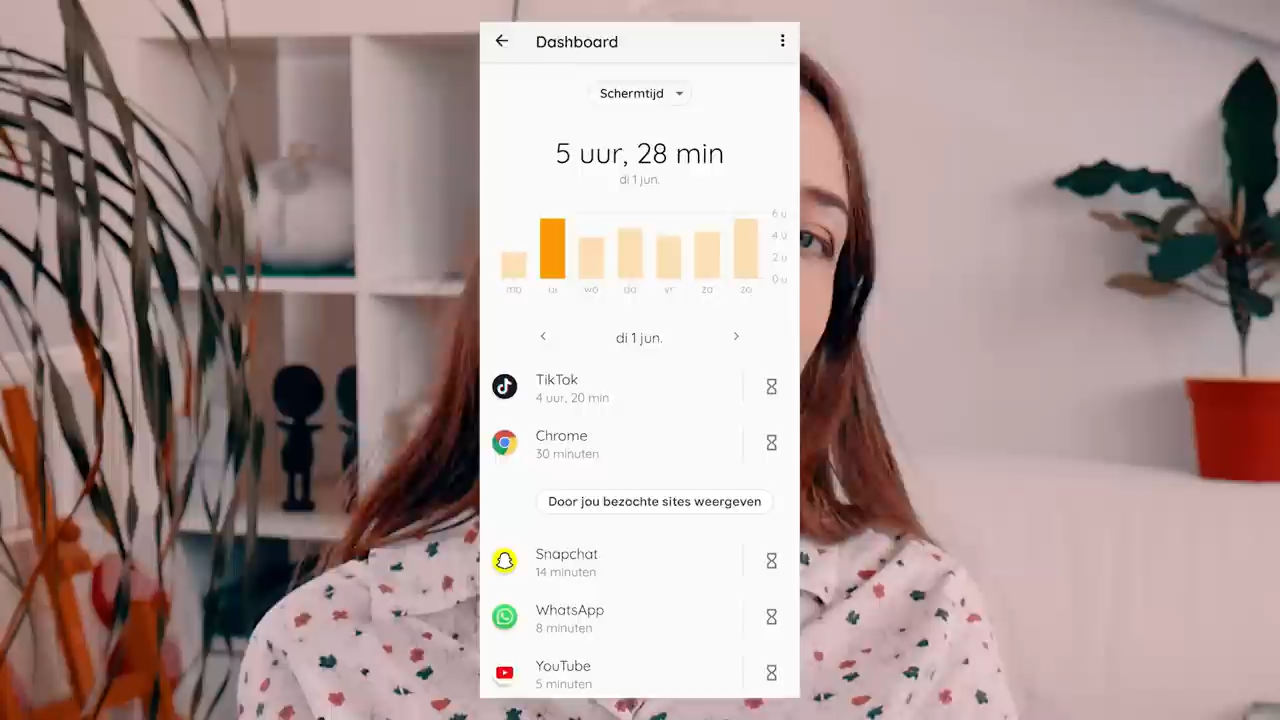 Dashboard
Schermtijd
5 uur, 28 min
di 1 jun.
6 u
4 u
2 u
0 u
mo wo do vr za zo
di 1 jun.
TikTok
4 uur, 20 min
Chrome
30 minuten
Door jou bezochte sites weergeven
Snapchat
14 minuten
WhatsApp
8 minuten
YouTube
5 minuten